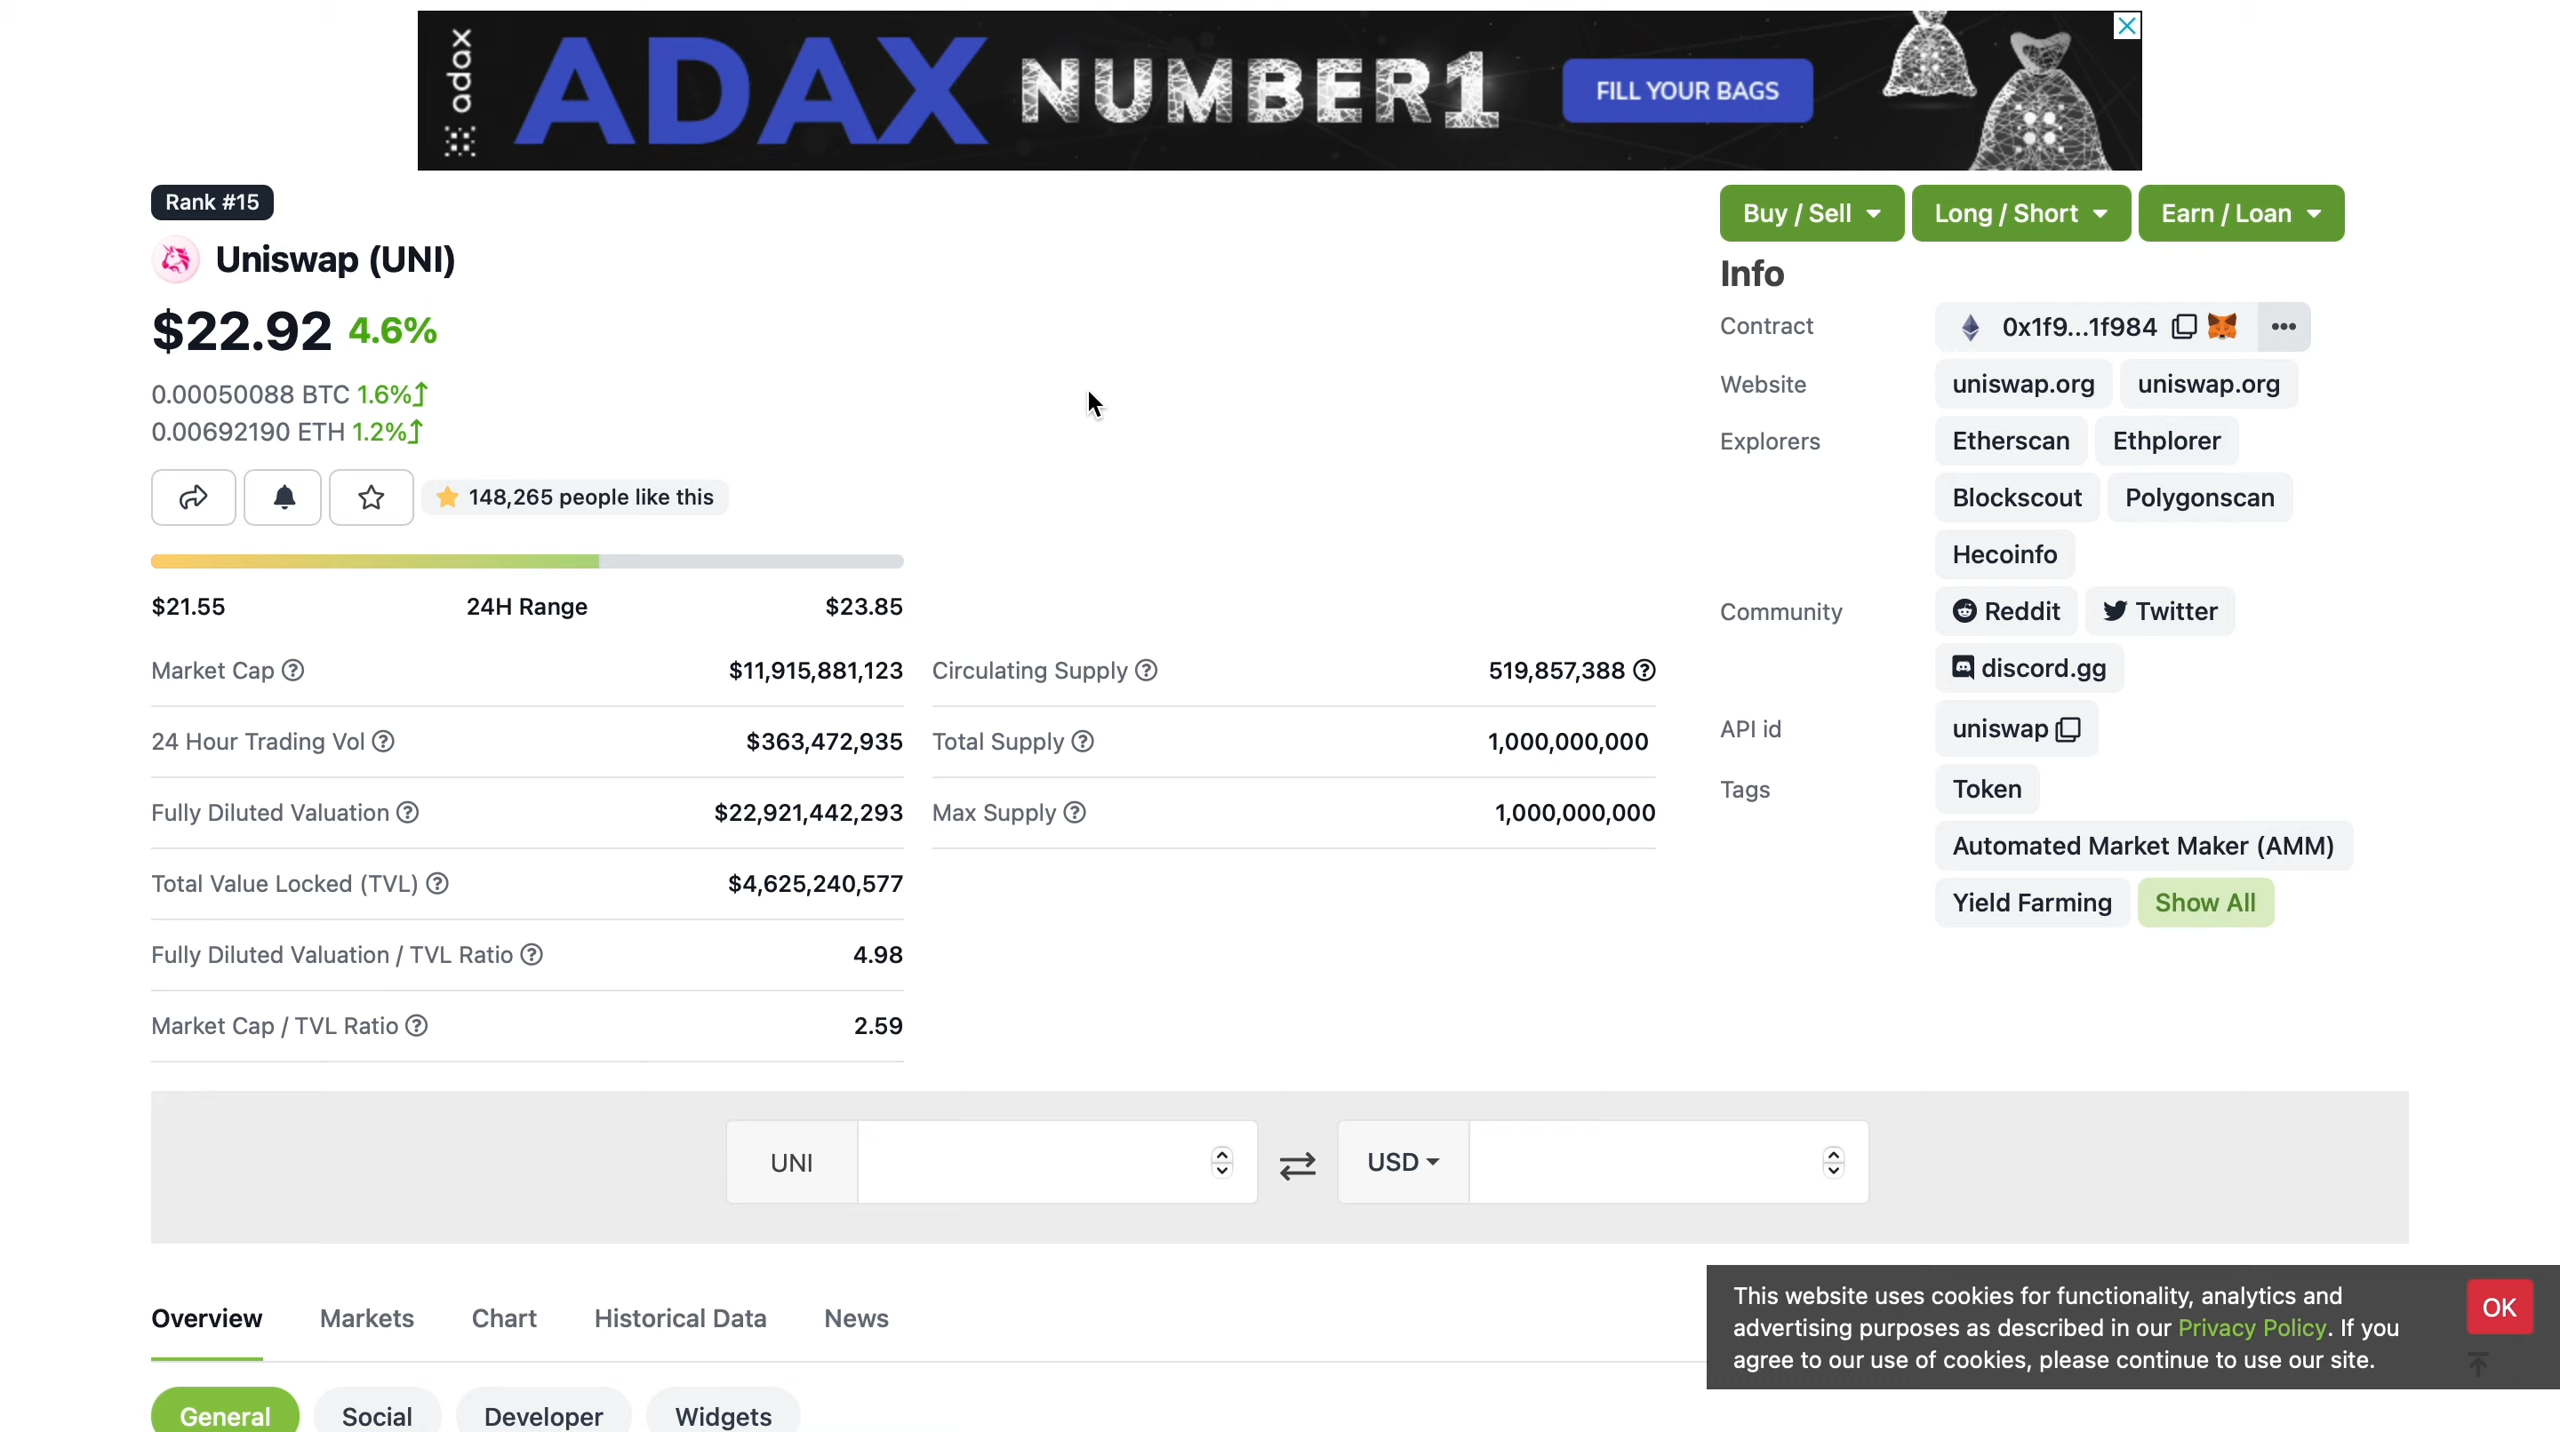 adax
ADAX NUMBER1
FILL YOUR BAGS
Rank #15
Uniswap (UNI)
$22.92 4.6%
0.00050088 BTC 1.6%
0.00692190 ETH 1.2%
148,265 people like this
$21.55 24H Range $23.85
Market Cap $11,915,881,123
24 Hour Trading Vol $363,472,935
Fully Diluted Valuation $22,921,442,293
Total Value Locked (TVL) $4,625,240,577
Fully Diluted Valuation / TVL Ratio 4.98
Market Cap / TVL Ratio 2.59
Circulating Supply 519,857,388
Total Supply 1,000,000,000
Max Supply 1,000,000,000
Buy / Sell Long / Short Earn / Loan
Info
Contract 0x1f9...1f984
Website uniswap.org uniswap.org
Explorers Etherscan Ethplorer
Blockscout Polygonscan
Hecoinfo
Community Reddit Twitter
discord.gg
API id uniswap
Tags Token
Automated Market Maker (AMM)
Yield Farming Show All
UNI USD
Overview Markets Chart Historical Data News
General Social Developer Widgets
This website uses cookies for functionality, analytics and
advertising purposes as described in our Privacy Policy. If you
agree to our use of cookies, please continue to use our site.
OK